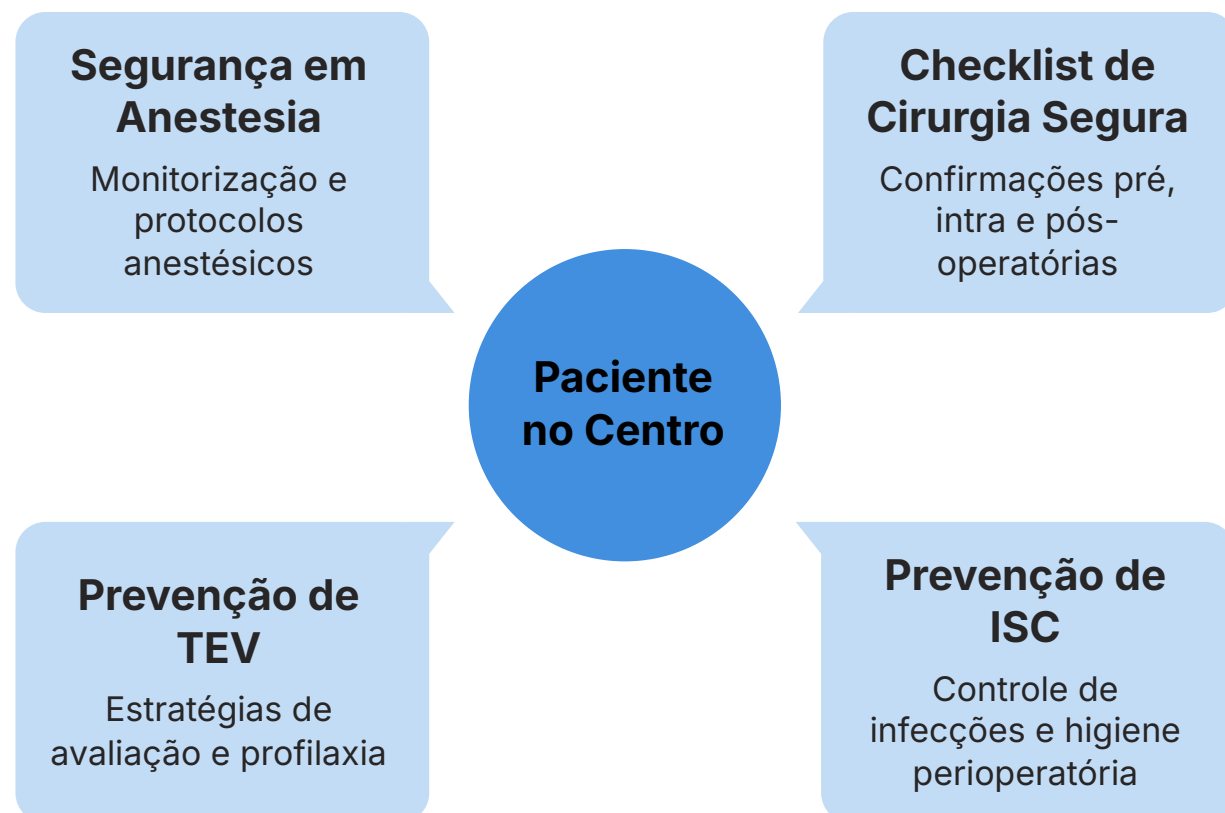 Segurança em
Anestesia
Monitorização e
protocolos
anestésicos
Checklist de
Cirurgia Segura
Confirmações pré,
intra e pós-
operatórias
Paciente
no Centro
Prevenção de
TEV
Estratégias de
avaliação e profilaxia
Prevenção de
ISC
Controle de
infecções e higiene
perioperatória